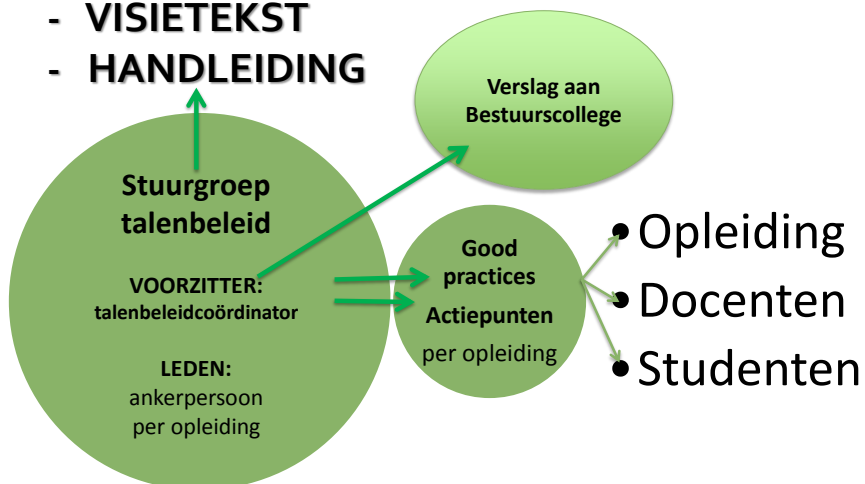 - VISIETEKST
- HANDLEIDING
Verslag aan
Bestuurscollege
Stuurgroep
talenbeleid
VOORZITTER:
talenbeleidcoördinator
LEDEN:
ankerpersoon
per opleiding
Good
practices
Actiepunten
per opleiding
• Opleiding
• Docenten
• Studenten